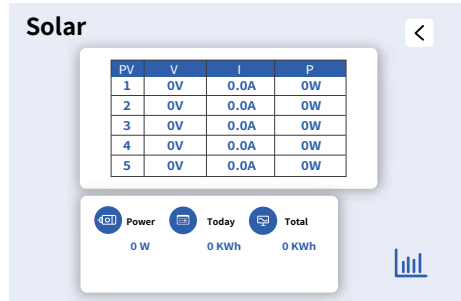 Solar
PV V I P
1 0V 0.0A 0W
2 0V 0.0A 0W
3 0V 0.0A 0W
4 0V 0.0A 0W
5 0V 0.0A 0W
Power Today Total
0 W 0 KWh 0 KWh